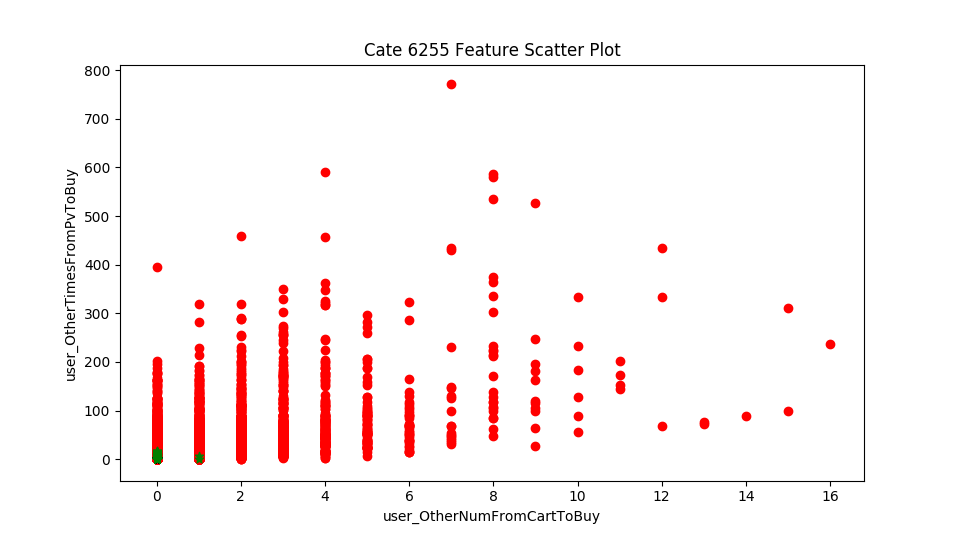 Cate 6255 Feature Scatter Plot
800
700
600
500
400
300
200
100
0
user_OtherTimesFromPvToBuy
0 2 4 6 8 10 12 14 16
user_OtherNumFromCartToBuy